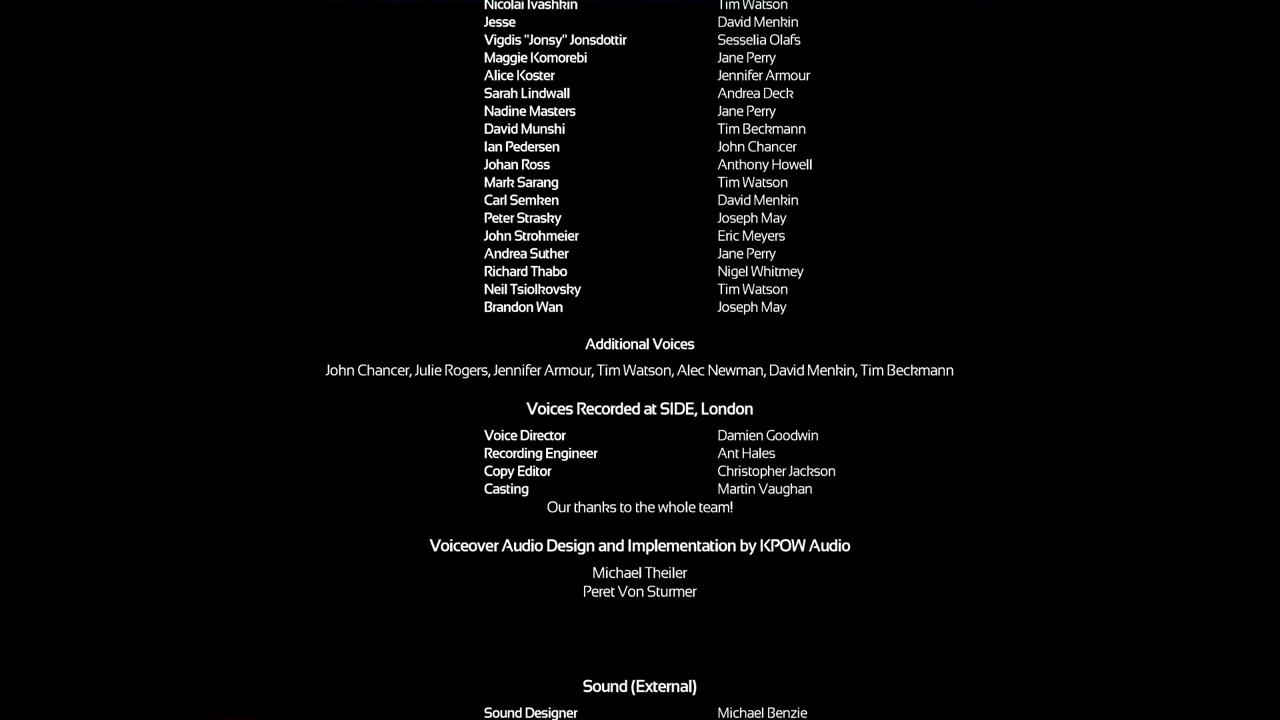 Nicolai Ivashkin Tim Watson
Jesse David Menkin
Vigdis "Jonsy" Jonsdottir Sesselia Olafs
Maggie Komorebi Jane Perry
Alice Koster Jennifer Armour
Sarah Lindwall Andrea Deck
Nadine Masters Jane Perry
David Munshi Tim Beckmann
Ian Pedersen John Chancer
Johan Ross Anthony Howell
Mark Sarang Tim Watson
Carl Semken David Menkin
Peter Strasky Joseph May
John Strohmeier Eric Meyers
Andrea Suther Jane Perry
Richard Thabo Nigel Whitmey
Neil Tsiolkovsky Tim Watson
Brandon Wan Joseph May
Additional Voices
John Chancer, Julie Rogers, Jennifer Armour, Tim Watson, Alec Newman, David Menkin, Tim Beckmann
Voices Recorded at SIDE, London
Voice Director Damien Goodwin
Recording Engineer Ant Hales
Copy Editor Christopher Jackson
Casting Martin Vaughan
Our thanks to the whole team!
Voiceover Audio Design and Implementation by KPOW Audio
Michael Theiler
Peret Von Sturmer
Sound (External)
Sound Designer Michael Benzie